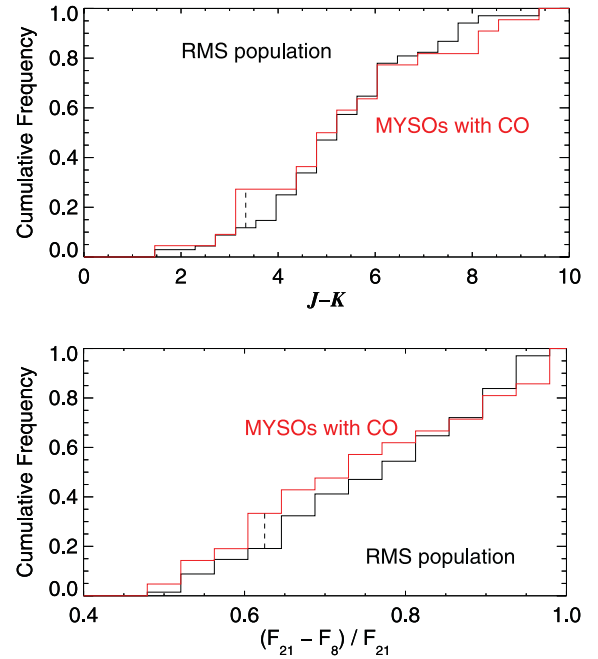 1.0
0.8
0.6
0.4
0.2
0.0
Cumulative Frequency
RMS population
MYSOs with CO
0 2 4 6 8 10
J–K
1.0
0.8
0.6
0.4
0.2
0.0
Cumulative Frequency
MYSOs with CO
RMS population
0.4 0.6 0.8 1.0
(F21 – F8) / F21